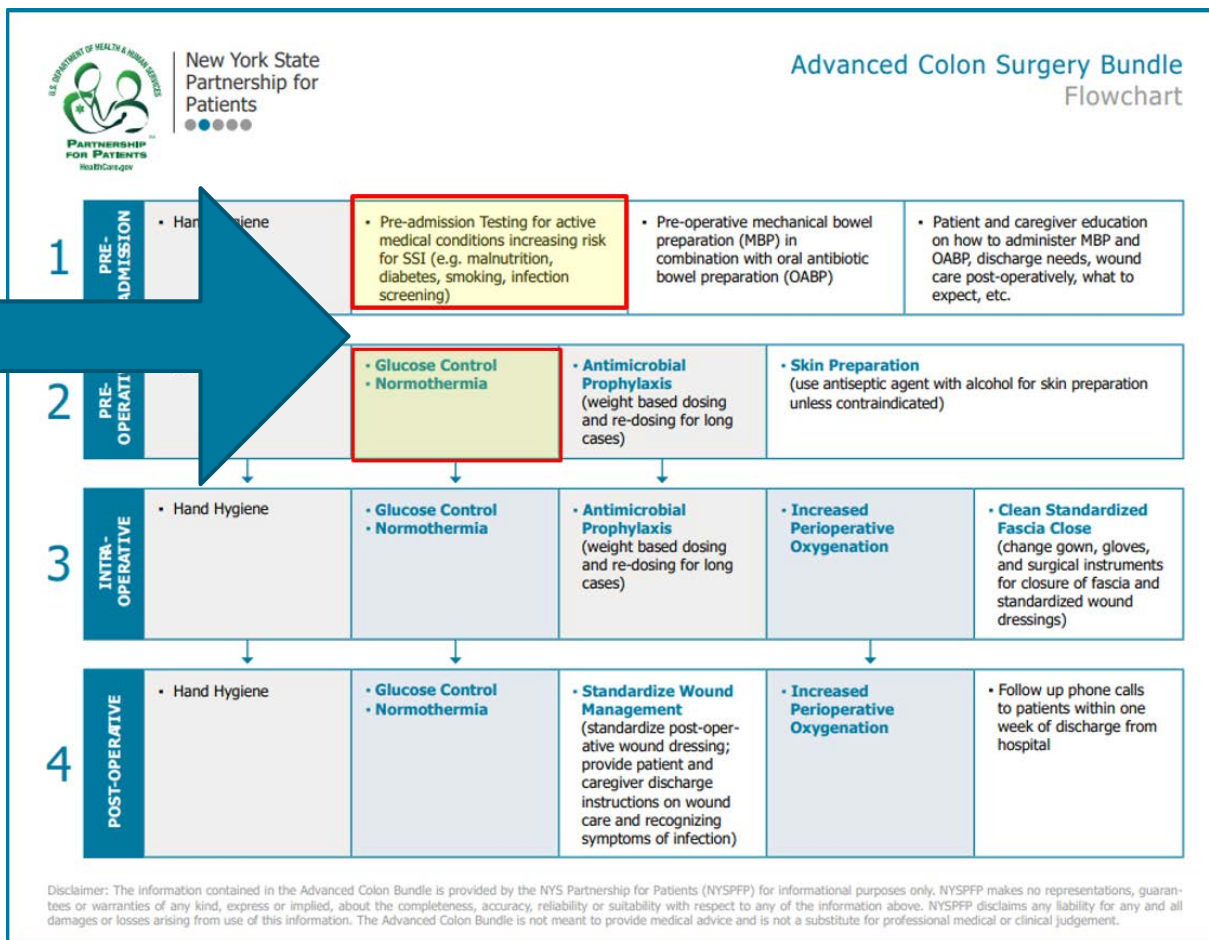 U.S. DEPARTMENT OF HEALTH & HUMAN SERVICES
PARTNERSHIP
FOR PATIENTS
HealthCare.gov
New York State
Partnership for
Patients
Advanced Colon Surgery Bundle
Flowchart
1
PRE-
ADMISSION
▪ Han iene
▪ Pre-admission Testing for active
medical conditions increasing risk
for SSI (e.g. malnutrition,
diabetes, smoking, infection
screening)
▪ Pre-operative mechanical bowel
preparation (MBP) in
combination with oral antibiotic
bowel preparation (OABP)
▪ Patient and caregiver education
on how to administer MBP and
OABP, discharge needs, wound
care post-operatively, what to
expect, etc.
2
PRE-
OPERATIV
▪ Glucose Control
▪ Normothermia
▪ Antimicrobial
Prophylaxis
(weight based dosing
and re-dosing for long
cases)
▪ Skin Preparation
(use antiseptic agent with alcohol for skin preparation
unless contraindicated)
3
INTRA-
OPERATIVE
▪ Hand Hygiene
▪ Glucose Control
▪ Normothermia
▪ Antimicrobial
Prophylaxis
(weight based dosing
and re-dosing for long
cases)
▪ Increased
Perioperative
Oxygenation
▪ Clean Standardized
Fascia Close
(change gown, gloves,
and surgical instruments
for closure of fascia and
standardized wound
dressings)
4
POST-OPERATIVE
▪ Hand Hygiene
▪ Glucose Control
▪ Normothermia
▪ Standardize Wound
Management
(standardize post-oper-
ative wound dressing;
provide patient and
caregiver discharge
instructions on wound
care and recognizing
symptoms of infection)
▪ Increased
Perioperative
Oxygenation
▪ Follow up phone calls
to patients within one
week of discharge from
hospital
Disclaimer: The information contained in the Advanced Colon Bundle is provided by the NYS Partnership for Patients (NYSPFP) for informational purposes only. NYSPFP makes no representations, guaran-
tees or warranties of any kind, express or implied, about the completeness, accuracy, reliability or suitability with respect to any of the information above. NYSPFP disclaims any liability for any and all
damages or losses arising from use of this information. The Advanced Colon Bundle is not meant to provide medical advice and is not a substitute for professional medical or clinical judgement.